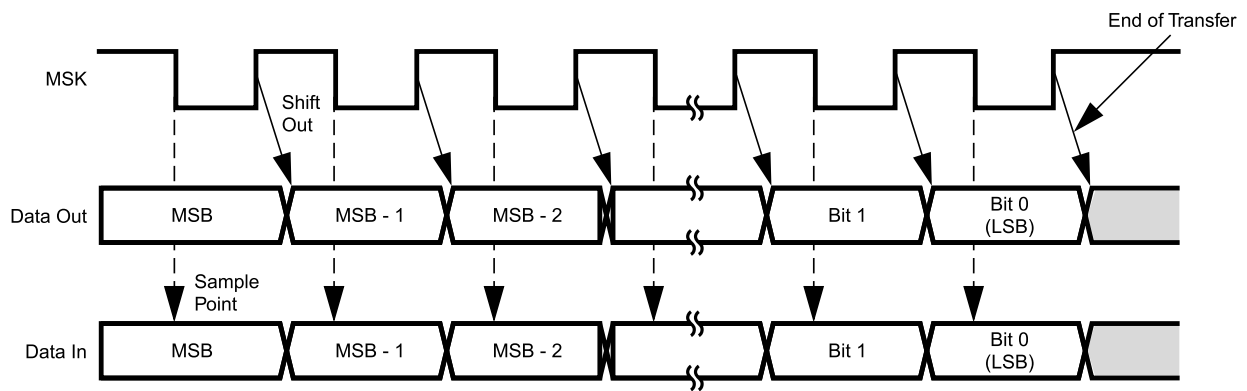 End of Transfer
MSK
Shift
Out
Data Out
MSB
MSB - 1
MSB - 2
Bit 1
Bit 0
(LSB)
Sample
Point
Data In
MSB
MSB - 1
MSB - 2
Bit 1
Bit 0
(LSB)